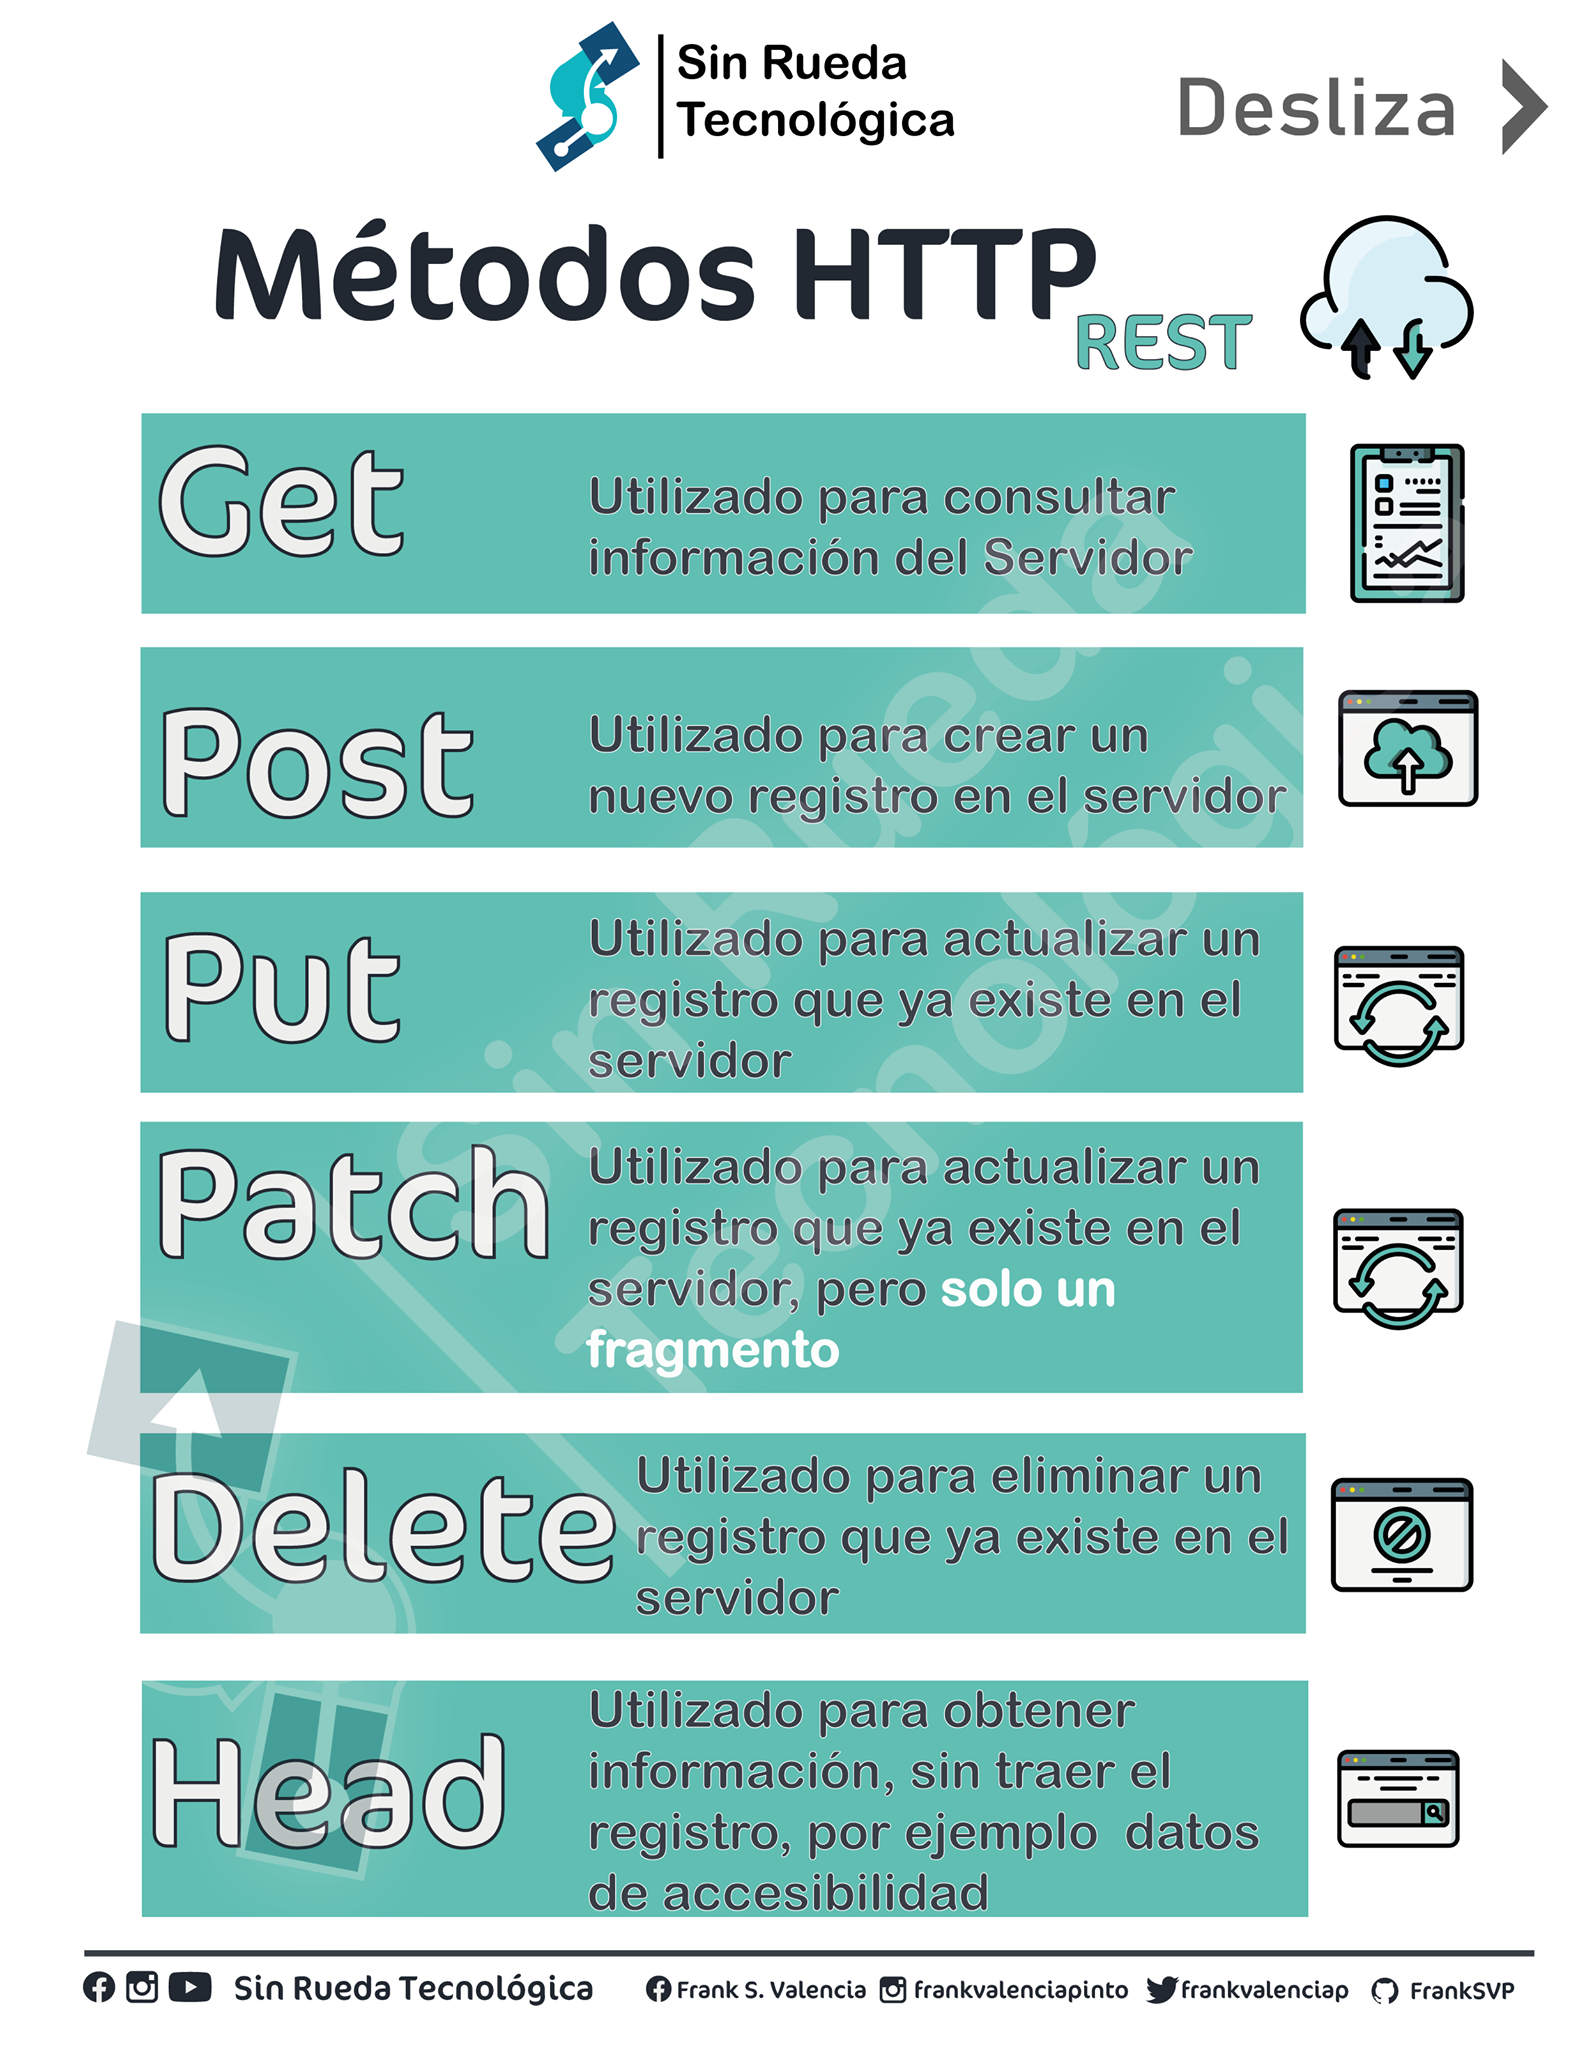 Sin Rueda
Tecnológica
Desliza
Métodos HTTP
REST
Get
Utilizado para consultar
información del Servidor
Post
Utilizado para crear un
nuevo registro en el servidor
Put
Utilizado para actualizar un
registro que ya existe en el
servidor
Patch
Utilizado para actualizar un
registro que ya existe en el
servidor, pero solo un
fragmento
Delete
Utilizado para eliminar un
registro que ya existe en el
servidor
Head
Utilizado para obtener
información, sin traer el
registro, por ejemplo  datos
de accesibilidad
Sin Rueda
Tecnológica
Sin Rueda Tecnológica
Frank S. Valencia
frankvalenciapinto
frankvalenciap
FrankSVP